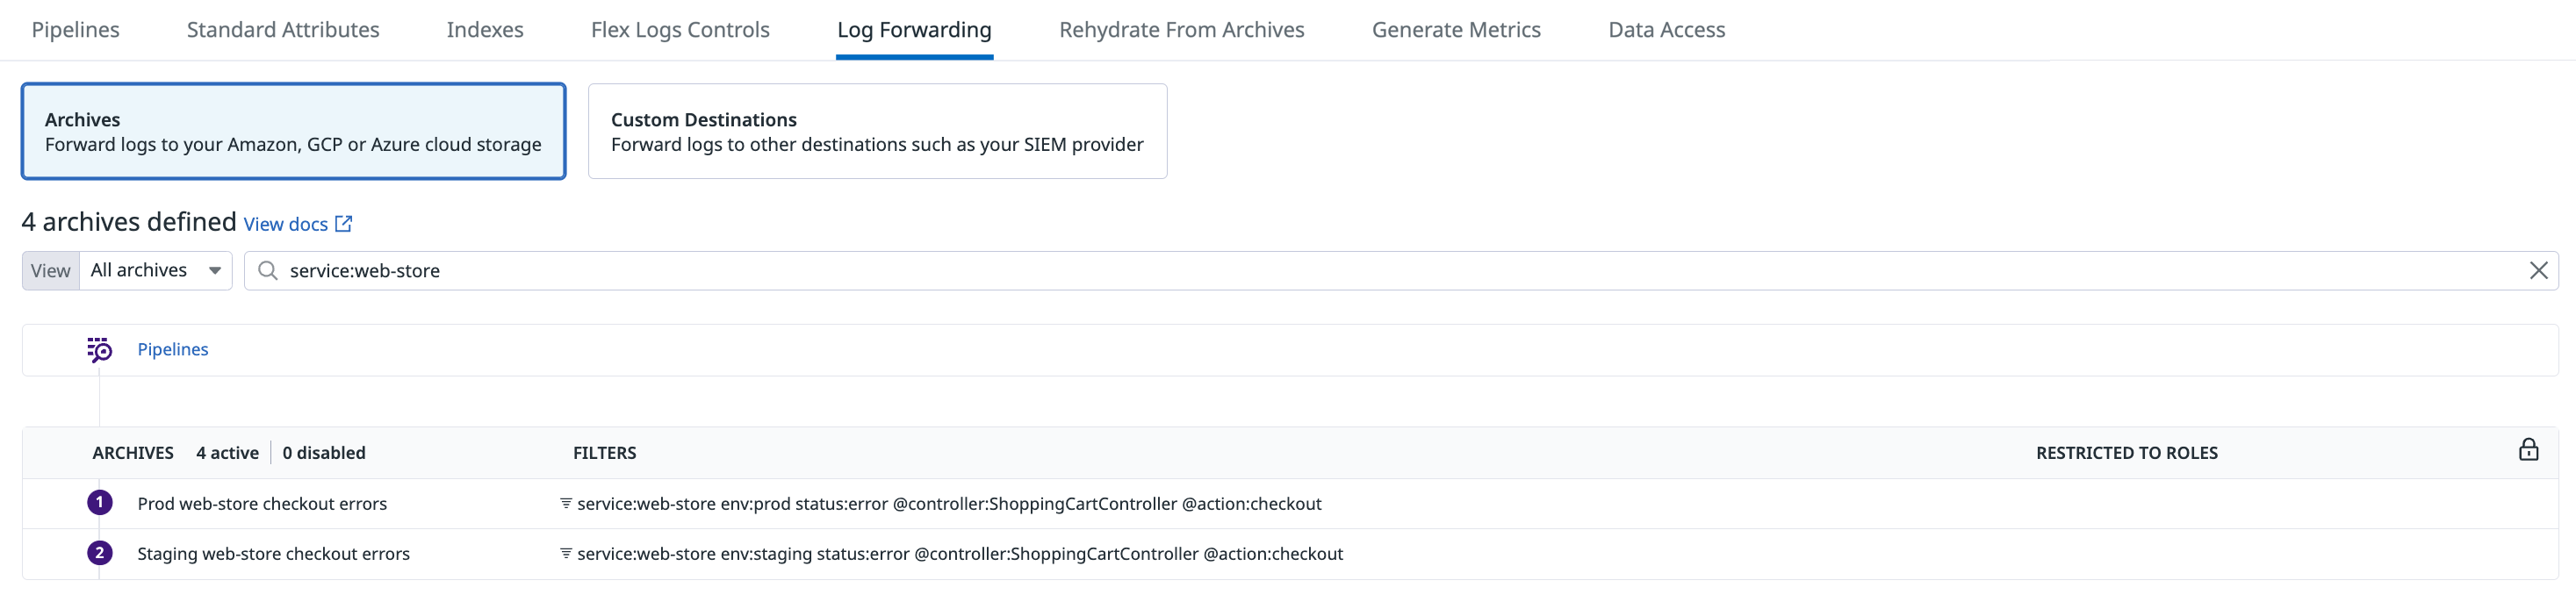 Pipelines Standard Attributes Indexes Flex Logs Controls Log Forwarding Rehydrate From Archives Generate Metrics Data Access
Archives
Forward logs to your Amazon, GCP or Azure cloud storage
Custom Destinations
Forward logs to other destinations such as your SIEM provider
4 archives defined View docs
View All archives service:web-store
Pipelines
ARCHIVES 4 active 0 disabled FILTERS RESTRICTED TO ROLES
1 Prod web-store checkout errors service:web-store env:prod status:error @controller:ShoppingCartController @action:checkout
2 Staging web-store checkout errors service:web-store env:staging status:error @controller:ShoppingCartController @action:checkout